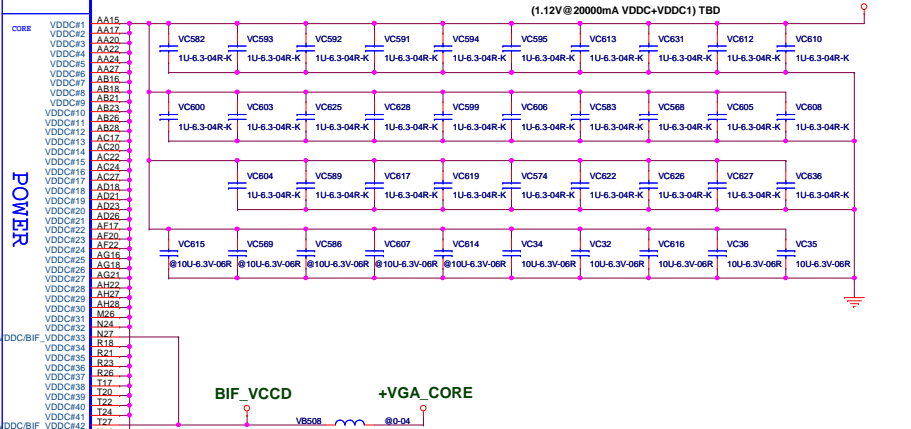 (1.12V@20000mA VDDC+VDDC1) TBD
CORE
POWER
VDDC#1 AA15
VDDC#2 AA17
VDDC#3 AA20
VDDC#4 AA22
VDDC#5 AA24
VDDC#6 AA27
VDDC#7 AB16
VDDC#8 AB18
VDDC#9 AB21
VDDC#10 AB23
VDDC#11 AB26
VDDC#12 AB28
VDDC#13 AC17
VDDC#14 AC20
VDDC#15 AC22
VDDC#16 AC24
VDDC#17 AC27
VDDC#18 AD18
VDDC#19 AD21
VDDC#20 AD23
VDDC#21 AD26
VDDC#22 AF17
VDDC#23 AF20
VDDC#24 AF22
VDDC#25 AG16
VDDC#26 AG18
VDDC#27 AG21
VDDC#28 AH22
VDDC#29 AH27
VDDC#30 AH28
VDDC#31 M26
VDDC#32 N24
VDDC/BIF_VDDC#33 N27
VDDC#34 R18
VDDC#35 R21
VDDC#36 R23
VDDC#37 R26
VDDC#38 T17
VDDC#39 T20
VDDC#40 T22
VDDC#41 T24
VDDC/BIF VDDC#42 T27
VC582 VC593 VC592 VC591 VC594 VC595 VC613 VC631 VC612 VC610
1U-6.3-04R-K 1U-6.3-04R-K 1U-6.3-04R-K 1U-6.3-04R-K 1U-6.3-04R-K 1U-6.3-04R-K 1U-6.3-04R-K 1U-6.3-04R-K 1U-6.3-04R-K 1U-6.3-04R-K
VC600 VC603 VC625 VC628 VC599 VC606 VC583 VC568 VC605 VC608
1U-6.3-04R-K 1U-6.3-04R-K 1U-6.3-04R-K 1U-6.3-04R-K 1U-6.3-04R-K 1U-6.3-04R-K 1U-6.3-04R-K 1U-6.3-04R-K 1U-6.3-04R-K 1U-6.3-04R-K
VC604 VC589 VC617 VC619 VC574 VC622 VC626 VC627 VC636
1U-6.3-04R-K 1U-6.3-04R-K 1U-6.3-04R-K 1U-6.3-04R-K 1U-6.3-04R-K 1U-6.3-04R-K 1U-6.3-04R-K 1U-6.3-04R-K 1U-6.3-04R-K
VC615 VC569 VC586 VC607 VC614 VC34 VC32 VC616 VC36 VC35
@10U-6.3V-06R @10U-6.3V-06R @10U-6.3V-06R @10U-6.3V-06R @10U-6.3V-06R 10U-6.3V-06R 10U-6.3V-06R 10U-6.3V-06R 10U-6.3V-06R 10U-6.3V-06R
BIF_VCCD +VGA_CORE
VB508 @0-04